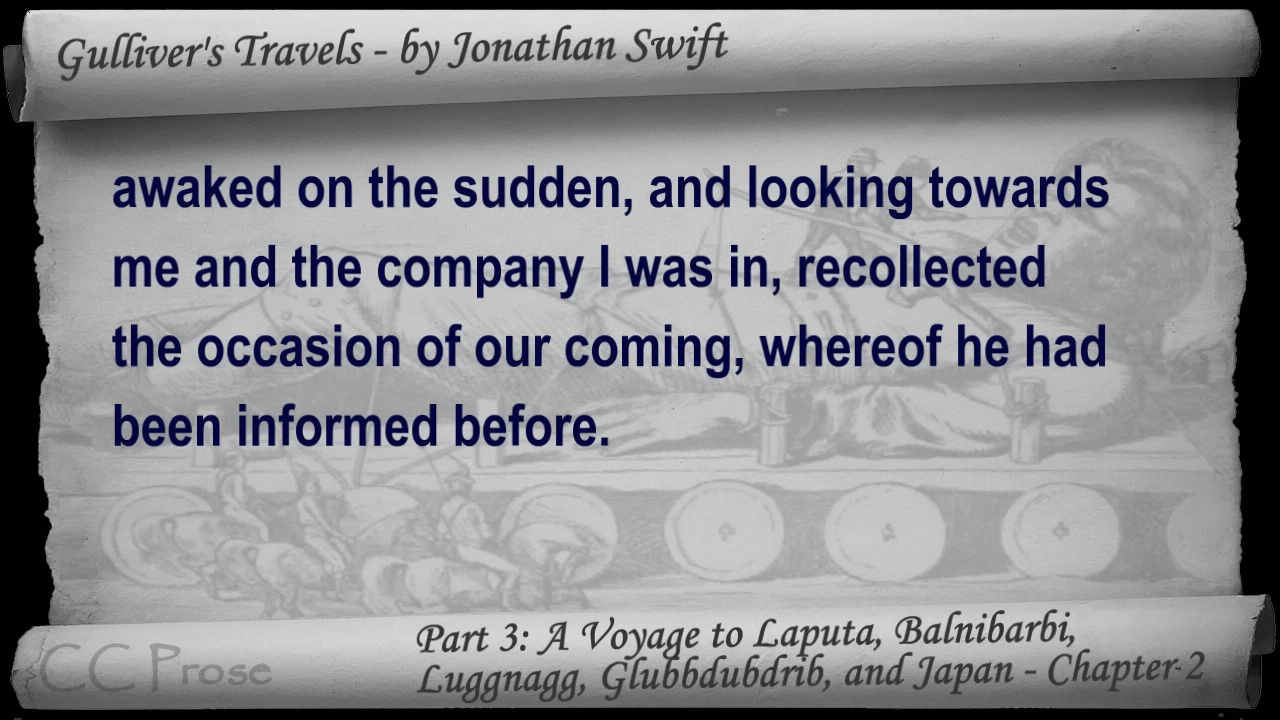 Gulliver's Travels - by Jonathan Swift
awaked on the sudden, and looking towards
me and the company I was in, recollected
the occasion of our coming, whereof he had
been informed before.
Part 3: A Voyage to Laputa, Balnibarbi,
Luggnagg, Glubbdubdrib, and Japan - Chapter 2
CC Prose